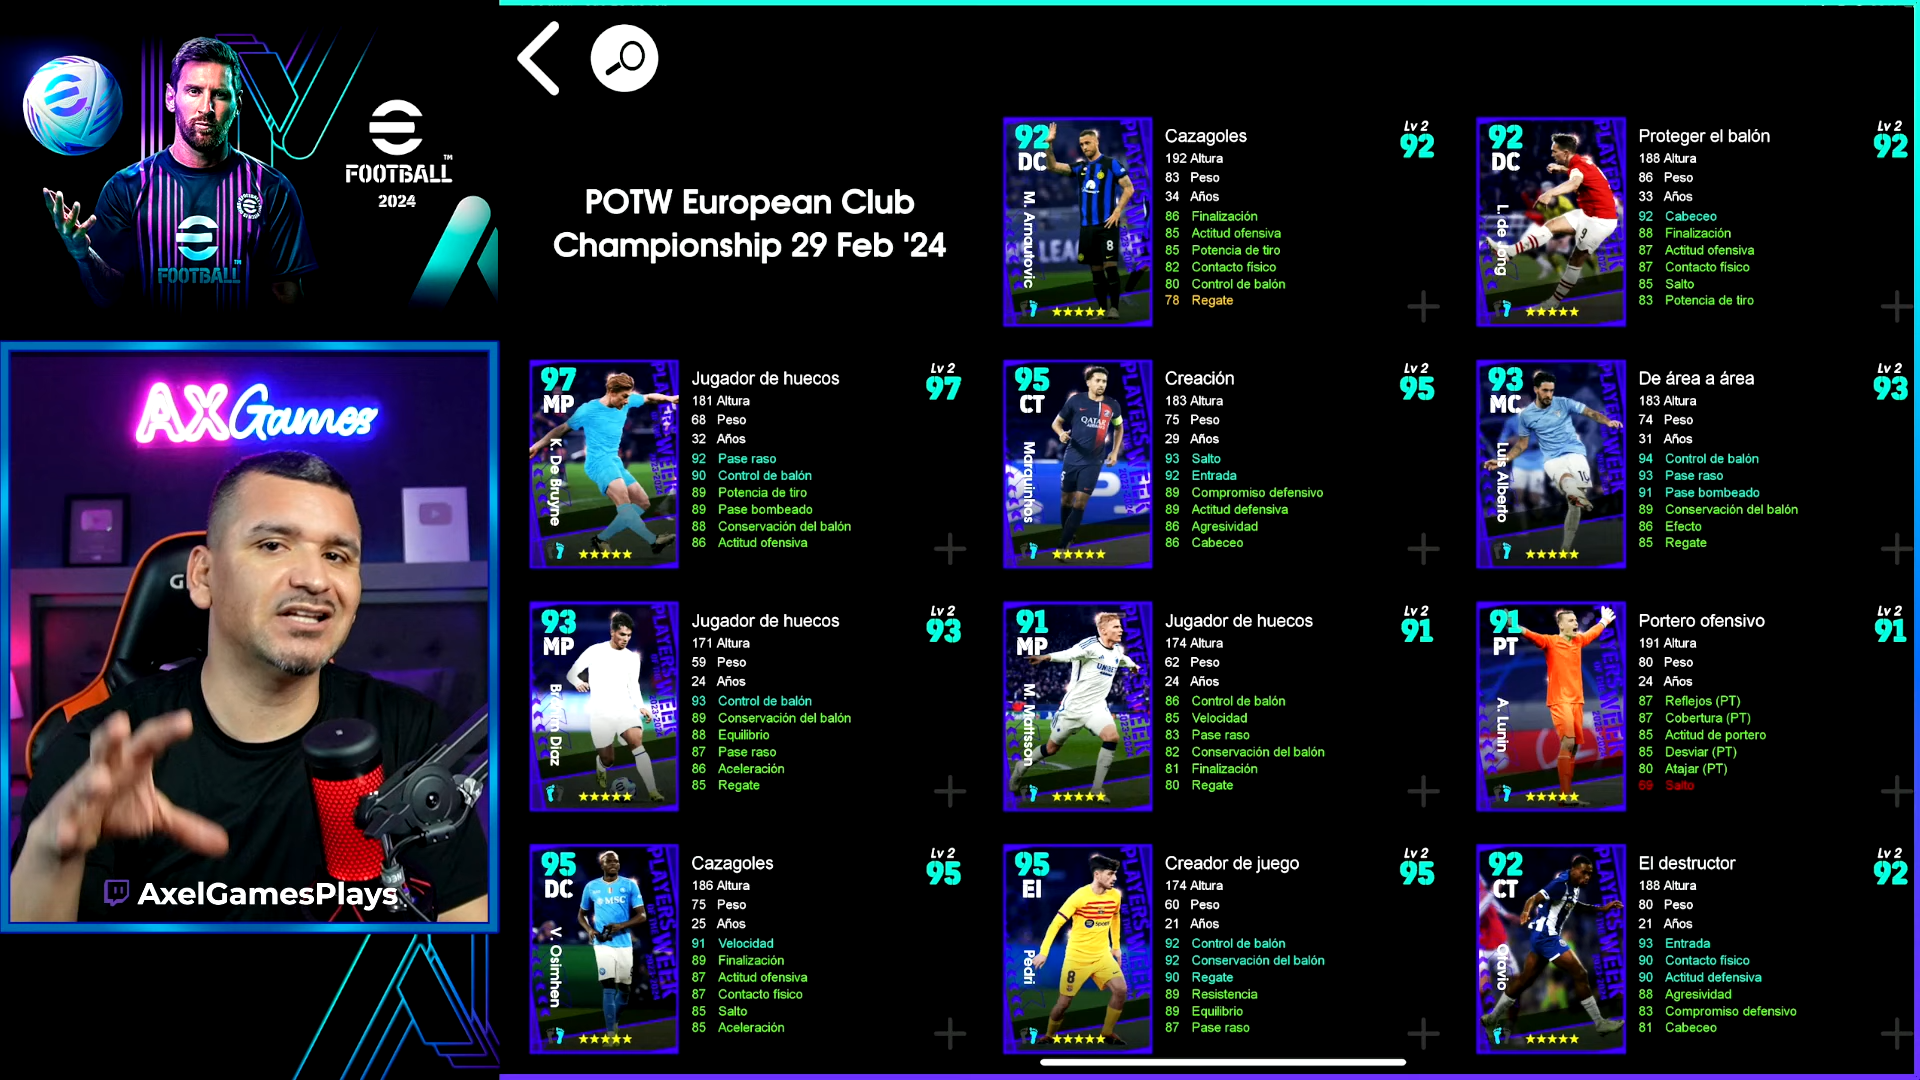 FOOTBALL™
2024
FOOTBALL™
AXGames
AxelGamesPlays
POTW European Club
Championship 29 Feb '24
92
DC
M. Arnautovic
Cazagoles
192 Altura
83 Peso
34 Años
86 Finalización
85 Actitud ofensiva
85 Potencia de tiro
82 Contacto físico
80 Control de balón
78 Regate
Lv 2
92
92
DC
L. de Jong
Proteger el balón
188 Altura
86 Peso
33 Años
92 Cabeceo
88 Finalización
87 Actitud ofensiva
87 Contacto físico
85 Salto
83 Potencia de tiro
Lv 2
92
97
MP
K. De Bruyne
Jugador de huecos
181 Altura
68 Peso
32 Años
92 Pase raso
90 Control de balón
89 Potencia de tiro
89 Pase bombeado
88 Conservación del balón
86 Actitud ofensiva
Lv 2
97
95
CT
Marquinhos
Creación
183 Altura
75 Peso
29 Años
93 Salto
92 Entrada
89 Compromiso defensivo
89 Actitud defensiva
86 Agresividad
86 Cabeceo
Lv 2
95
93
MC
Luis Alberto
De área a área
183 Altura
74 Peso
31 Años
94 Control de balón
93 Pase raso
91 Pase bombeado
89 Conservación del balón
86 Efecto
85 Regate
Lv 2
93
93
MP
Brahim Díaz
Jugador de huecos
171 Altura
59 Peso
24 Años
93 Control de balón
89 Conservación del balón
88 Equilibrio
87 Pase raso
86 Aceleración
85 Regate
Lv 2
93
91
MP
M. Mattsson
Jugador de huecos
174 Altura
62 Peso
24 Años
86 Control de balón
85 Velocidad
83 Pase raso
82 Conservación del balón
81 Finalización
80 Regate
Lv 2
91
91
PT
A. Lunin
Portero ofensivo
191 Altura
80 Peso
24 Años
87 Reflejos (PT)
87 Cobertura (PT)
85 Actitud de portero
85 Desviar (PT)
80 Atajar (PT)
69 Salto
Lv 2
91
95
DC
V. Osimhen
Cazagoles
186 Altura
75 Peso
25 Años
91 Velocidad
89 Finalización
87 Actitud ofensiva
87 Contacto físico
85 Salto
85 Aceleración
Lv 2
95
95
EI
Pedri
Creador de juego
174 Altura
60 Peso
21 Años
92 Control de balón
92 Conservación del balón
90 Regate
89 Resistencia
89 Equilibrio
87 Pase raso
Lv 2
95
92
CT
Otávio
El destructor
188 Altura
80 Peso
21 Años
93 Entrada
90 Contacto físico
90 Actitud defensiva
88 Agresividad
83 Compromiso defensivo
81 Cabeceo
Lv 2
92